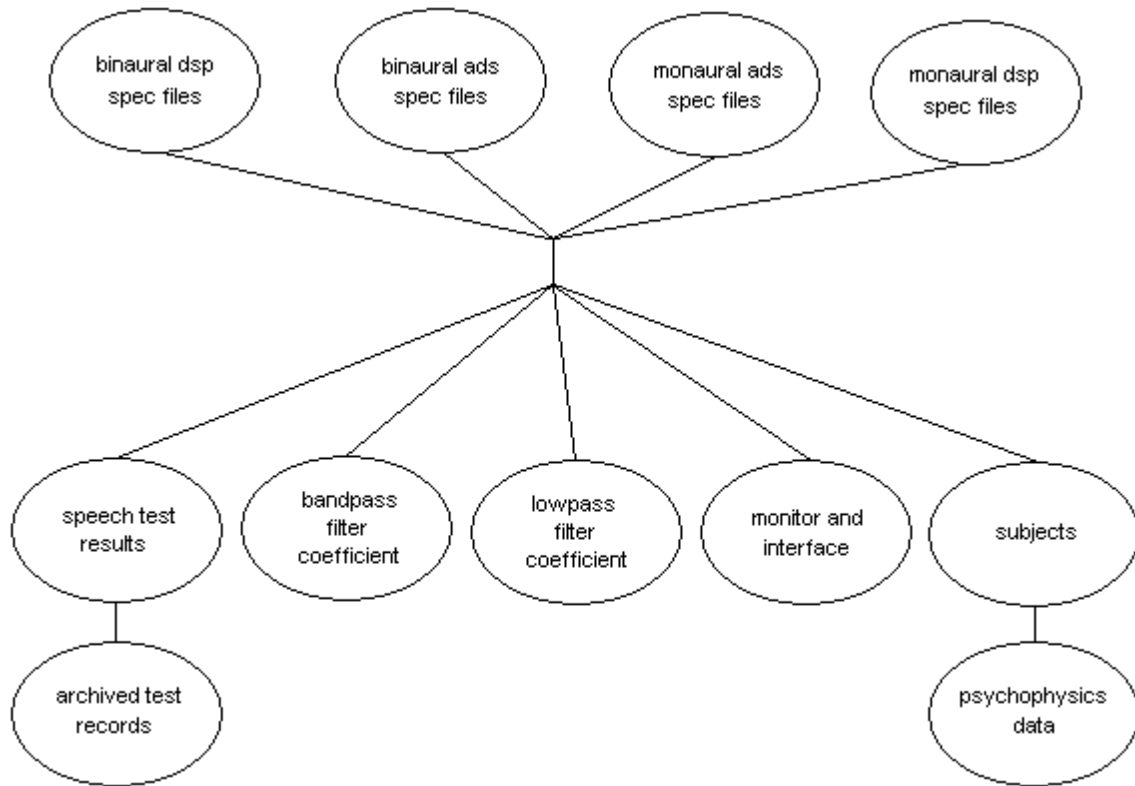 binaural dsp
spec files
binaural ads
spec files
monaural ads
spec files
monaural dsp
spec files
speech test
results
bandpass
filter
coefficient
lowpass
filter
coefficient
monitor and
interface
subjects
archived test
records
psychophysics
data